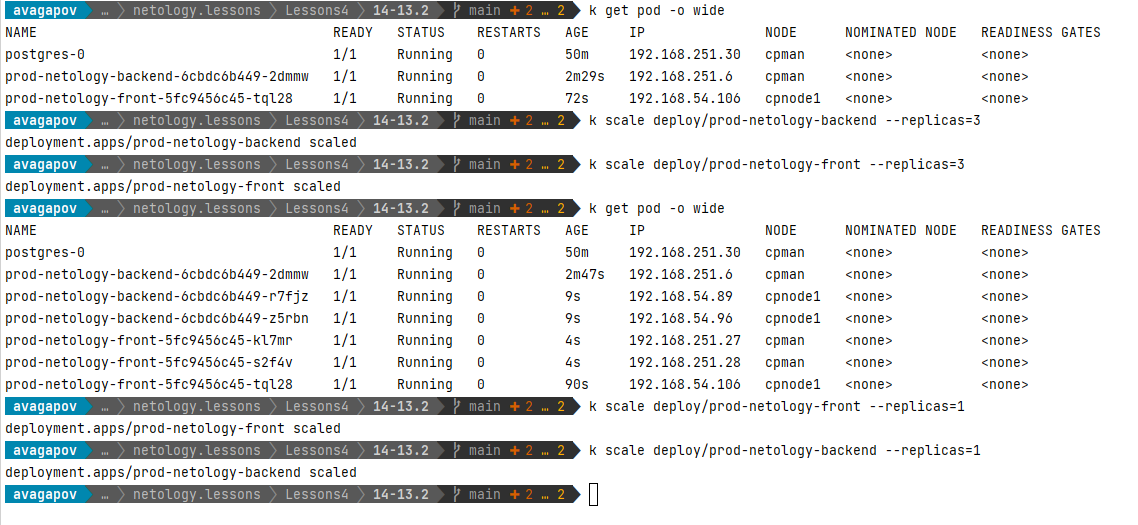 avagapov … netology.lessons Lessons4 14-13.2 main + 2 … 2 k get pod -o wide
NAME READY STATUS RESTARTS AGE IP NODE NOMINATED NODE READINESS GATES
postgres-0 1/1 Running 0 50m 192.168.251.30 cpman <none> <none>
prod-netology-backend-6cbdc6b449-2dmmw 1/1 Running 0 2m29s 192.168.251.6 cpman <none> <none>
prod-netology-front-5fc9456c45-tql28 1/1 Running 0 72s 192.168.54.106 cpnode1 <none> <none>
avagapov … netology.lessons Lessons4 14-13.2 main + 2 … 2 k scale deploy/prod-netology-backend --replicas=3
deployment.apps/prod-netology-backend scaled
avagapov … netology.lessons Lessons4 14-13.2 main + 2 … 2 k scale deploy/prod-netology-front --replicas=3
deployment.apps/prod-netology-front scaled
avagapov … netology.lessons Lessons4 14-13.2 main + 2 … 2 k get pod -o wide
NAME READY STATUS RESTARTS AGE IP NODE NOMINATED NODE READINESS GATES
postgres-0 1/1 Running 0 50m 192.168.251.30 cpman <none> <none>
prod-netology-backend-6cbdc6b449-2dmmw 1/1 Running 0 2m47s 192.168.251.6 cpman <none> <none>
prod-netology-backend-6cbdc6b449-r7fjz 1/1 Running 0 9s 192.168.54.89 cpnode1 <none> <none>
prod-netology-backend-6cbdc6b449-z5rbn 1/1 Running 0 9s 192.168.54.96 cpnode1 <none> <none>
prod-netology-front-5fc9456c45-kl7mr 1/1 Running 0 4s 192.168.251.27 cpman <none> <none>
prod-netology-front-5fc9456c45-s2f4v 1/1 Running 0 4s 192.168.251.28 cpman <none> <none>
prod-netology-front-5fc9456c45-tql28 1/1 Running 0 90s 192.168.54.106 cpnode1 <none> <none>
avagapov … netology.lessons Lessons4 14-13.2 main + 2 … 2 k scale deploy/prod-netology-front --replicas=1
deployment.apps/prod-netology-front scaled
avagapov … netology.lessons Lessons4 14-13.2 main + 2 … 2 k scale deploy/prod-netology-backend --replicas=1
deployment.apps/prod-netology-backend scaled
avagapov … netology.lessons Lessons4 14-13.2 main + 2 … 2